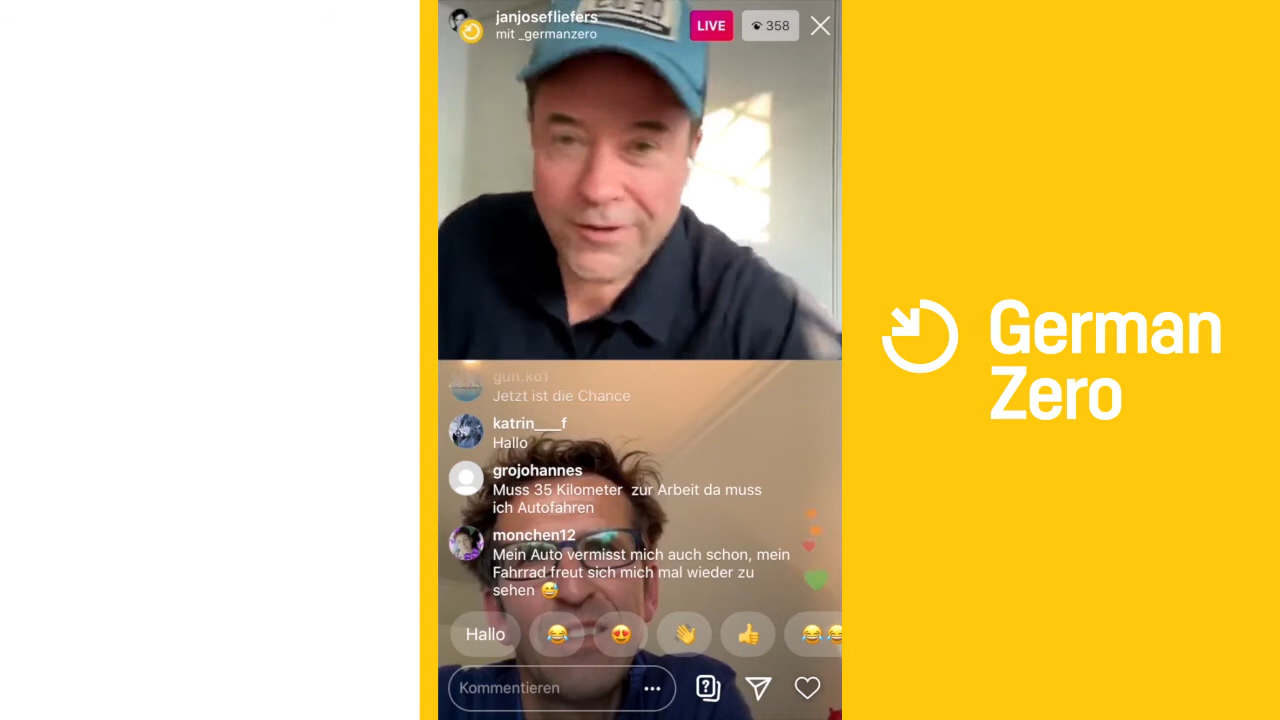 janjosefliefers
mit _germanzero
LIVE
358
gun.ko1
Jetzt ist die Chance
katrin___f
Hallo
grojohannes
Muss 35 Kilometer zur Arbeit da muss
ich Autofahren
monchen12
Mein Auto vermisst mich auch schon, mein
Fahrrad freut sich mich mal wieder zu
sehen 😅
Hallo
Kommentieren
German
Zero